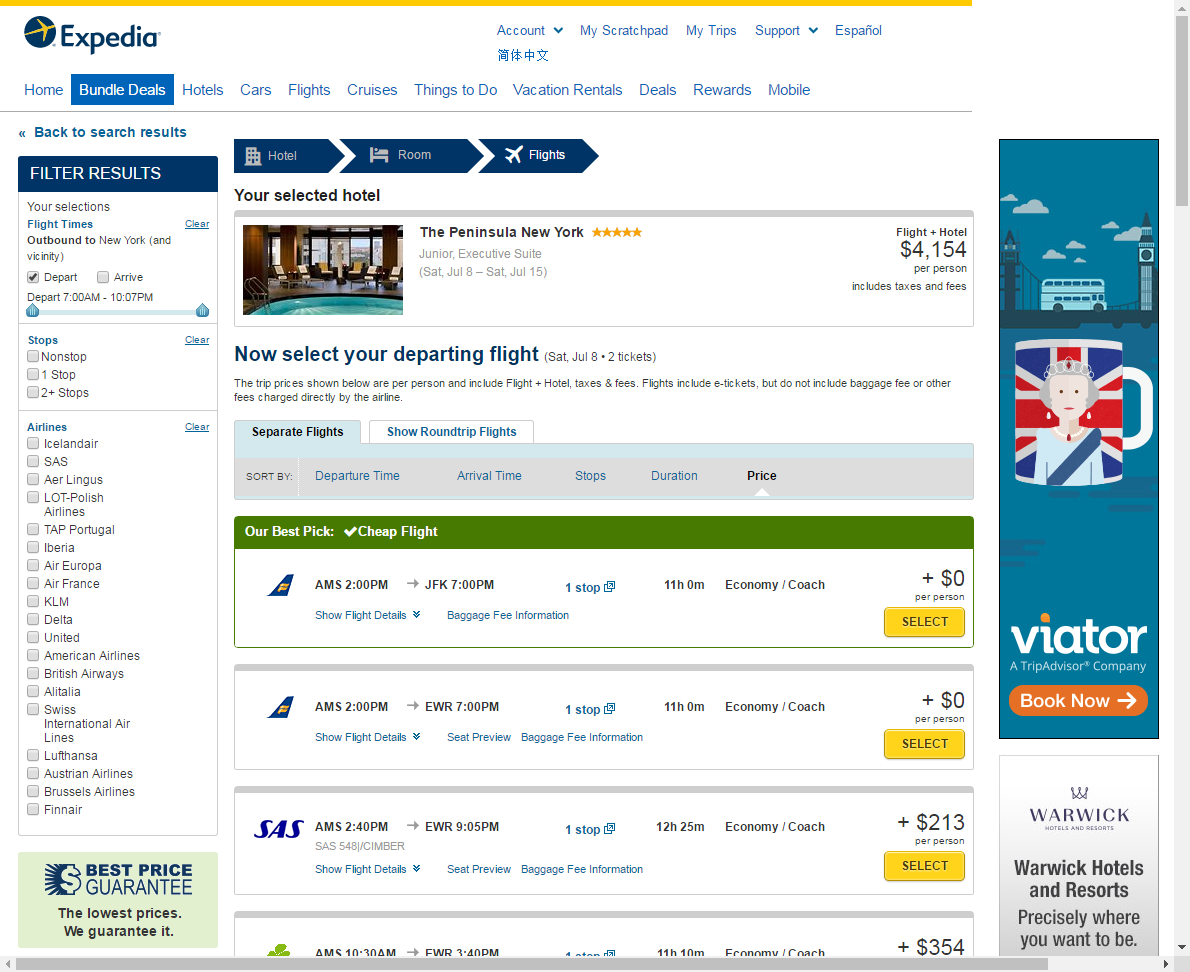 Expedia
Account
My Scratchpad
My Trips
Support
Español
简体中文
Home
Bundle Deals
Hotels
Cars
Flights
Cruises
Things to Do
Vacation Rentals
Deals
Rewards
Mobile
« Back to search results
FILTER RESULTS
Your selections
Flight Times
Clear
Outbound to New York (and
vicinity)
Depart
Arrive
Depart 7:00AM - 10:07PM
Stops
Clear
Nonstop
1 Stop
2+ Stops
Airlines
Clear
Icelandair
SAS
Aer Lingus
LOT-Polish
Airlines
TAP Portugal
Iberia
Air Europa
Air France
KLM
Delta
United
American Airlines
British Airways
Alitalia
Swiss
International Air
Lines
Lufthansa
Austrian Airlines
Brussels Airlines
Finnair
BEST PRICE
GUARANTEE
The lowest prices.
We guarantee it.
Hotel
Room
Flights
Your selected hotel
The Peninsula New York
Junior, Executive Suite
(Sat, Jul 8 – Sat, Jul 15)
Flight + Hotel
$4,154
per person
includes taxes and fees
Now select your departing flight (Sat, Jul 8 • 2 tickets)
The trip prices shown below are per person and include Flight + Hotel, taxes & fees. Flights include e-tickets, but do not include baggage fee or other
fees charged directly by the airline.
Separate Flights
Show Roundtrip Flights
SORT BY:
Departure Time
Arrival Time
Stops
Duration
Price
Our Best Pick: Cheap Flight
AMS 2:00PM
JFK 7:00PM
1 stop
11h 0m
Economy / Coach
+ $0
per person
Show Flight Details
Baggage Fee Information
SELECT
AMS 2:00PM
EWR 7:00PM
1 stop
11h 0m
Economy / Coach
+ $0
per person
Show Flight Details
Seat Preview
Baggage Fee Information
SELECT
SAS
AMS 2:40PM
EWR 9:05PM
1 stop
12h 25m
Economy / Coach
+ $213
per person
SAS 548|/CIMBER
Show Flight Details
Seat Preview
Baggage Fee Information
SELECT
AMS 10:30AM
EWR 3:40PM
1 stop
11h 10m
Economy / Coach
+ $354
viator
A TripAdvisor® Company
Book Now
WARWICK
HOTELS AND RESORTS
Warwick Hotels
and Resorts
Precisely where
you want to be.